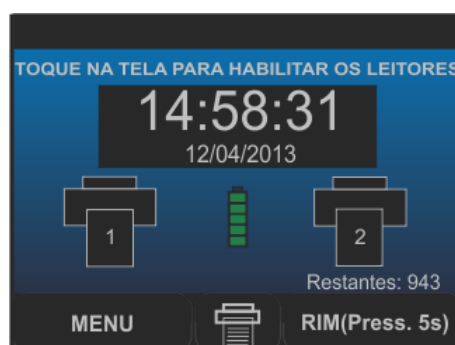 TOQUE NA TELA PARA HABILITAR OS LEITORES
14:58:31
12/04/2013
1
2
Restantes: 943
MENU
RIM(Press. 5s)